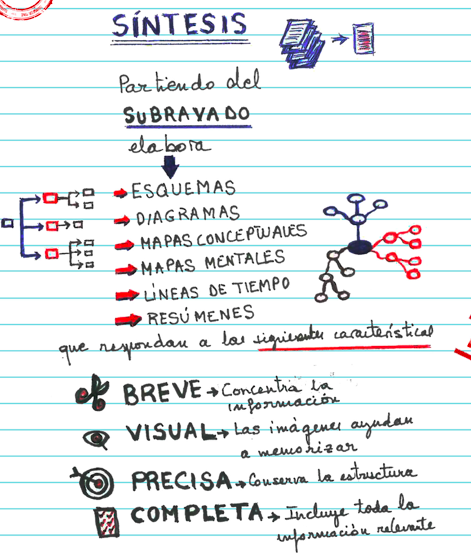 SÍNTESIS
Partiendo del
SUBRAYADO
elabora
ESQUEMAS
DIAGRAMAS
MAPAS CONCEPTUALES
MAPAS MENTALES
LÍNEAS DE TIEMPO
RESÚMENES
que respondan a las siguientes características
BREVE → Concentra la
información
VISUAL → Las imágenes ayudan
a memorizar
PRECISA → Conserva la estructura
COMPLETA → Incluye toda la
información relevante